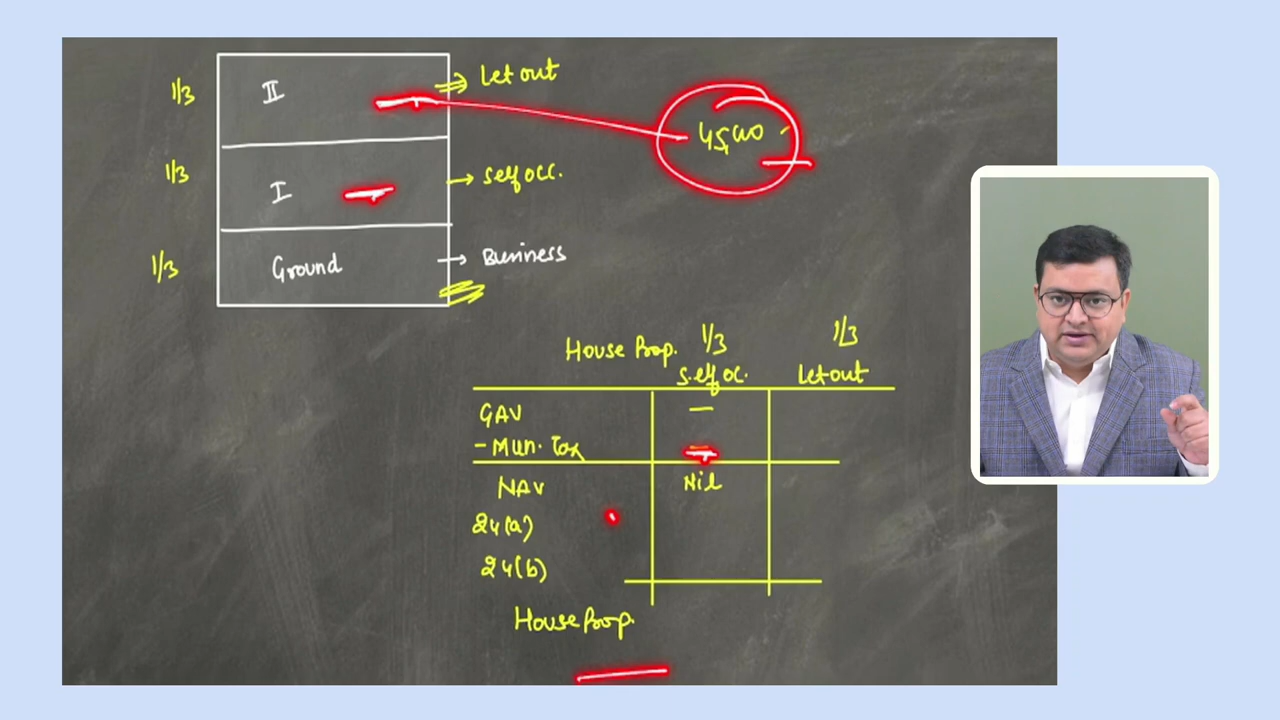 1/3 II Let out
45,000
1/3 I Self occ.
1/3 Ground Business
House Prop. 1/3 1/3
S.elf oc. Let out
GAV —
- Mun. Tax =
NAV Nil
24(a)
24(b)
House Prop.